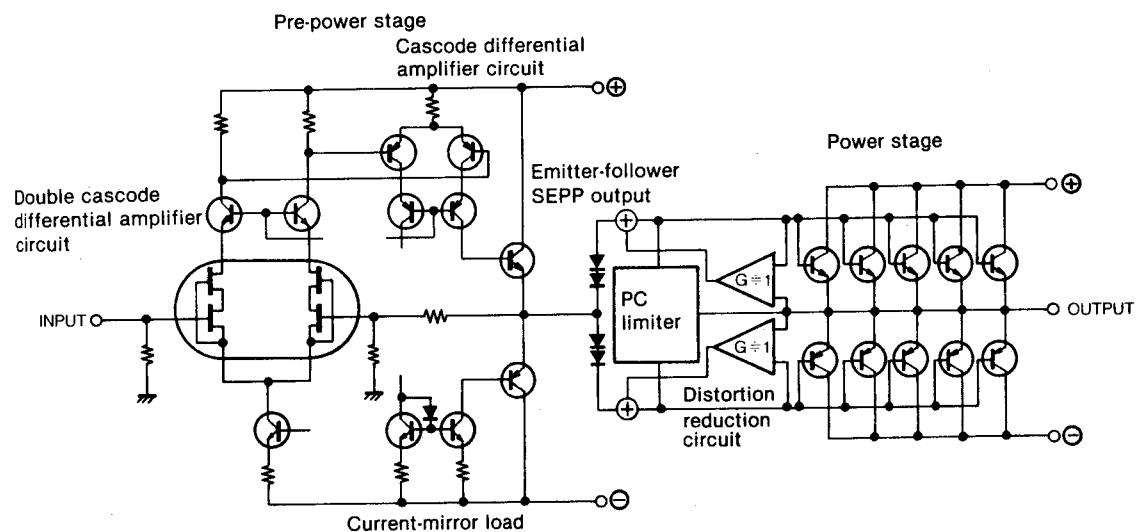 Pre-power stage
Cascode differential
amplifier circuit
⊕
Power stage
Emitter-follower
SEPP output
⊕
Double cascode
differential amplifier
circuit
+
G≒1
PC
limiter
INPUT
OUTPUT
G≒1
+
Distortion
reduction
circuit
⊖
⊖
Current-mirror load